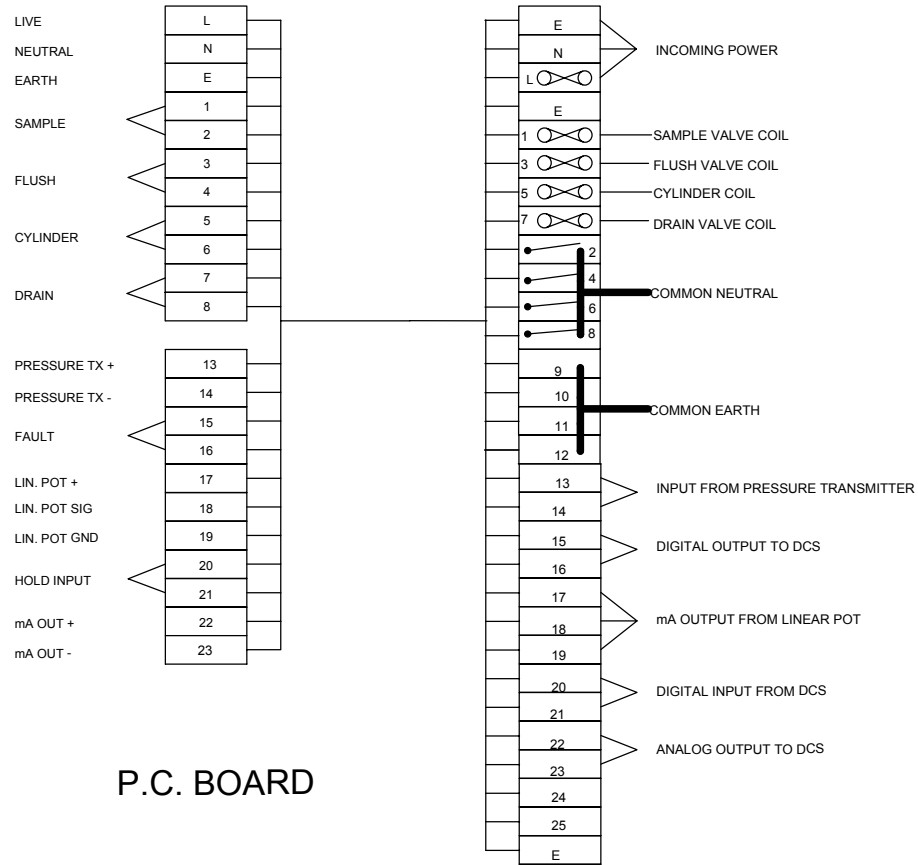 LIVE
NEUTRAL
EARTH
SAMPLE
FLUSH
CYLINDER
DRAIN
PRESSURE TX +
PRESSURE TX -
FAULT
LIN. POT +
LIN. POT SIG
LIN. POT GND
HOLD INPUT
mA OUT +
mA OUT -
L
N
E
1
2
3
4
5
6
7
8
13
14
15
16
17
18
19
20
21
22
23
P.C. BOARD
E
N
L
E
1
3
5
7
2
4
6
8
9
10
11
12
13
14
15
16
17
18
19
20
21
22
23
24
25
E
INCOMING POWER
SAMPLE VALVE COIL
FLUSH VALVE COIL
CYLINDER COIL
DRAIN VALVE COIL
COMMON NEUTRAL
COMMON EARTH
INPUT FROM PRESSURE TRANSMITTER
DIGITAL OUTPUT TO DCS
mA OUTPUT FROM LINEAR POT
DIGITAL INPUT FROM DCS
ANALOG OUTPUT TO DCS